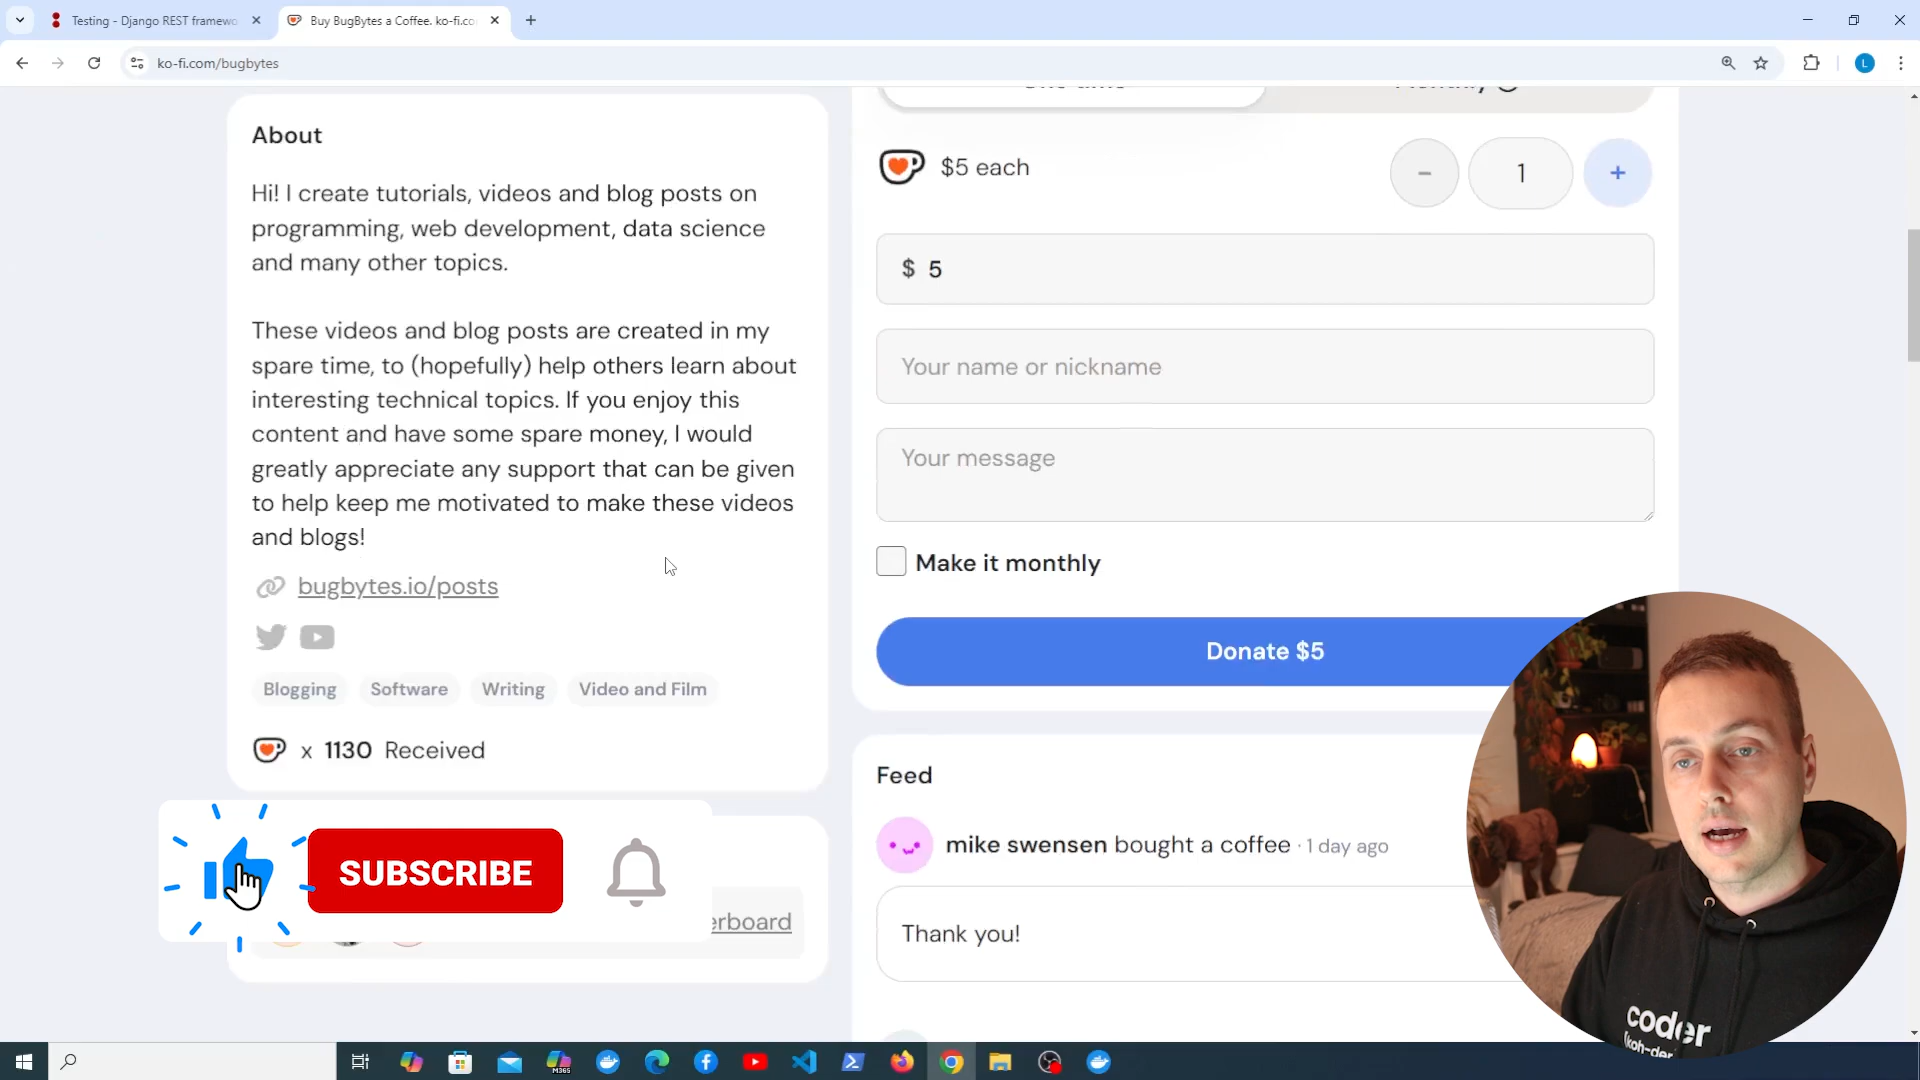 Testing - Django REST framewo
Buy BugBytes a Coffee. ko-fi.co
ko-fi.com/bugbytes
L
About
Hi! I create tutorials, videos and blog posts on
programming, web development, data science
and many other topics.
These videos and blog posts are created in my
spare time, to (hopefully) help others learn about
interesting technical topics. If you enjoy this
content and have some spare money, I would
greatly appreciate any support that can be given
to help keep me motivated to make these videos
and blogs!
bugbytes.io/posts
Blogging Software Writing Video and Film
x 1130 Received
SUBSCRIBE
erboard
Monthly
$5 each
− 1 +
$ 5
Your name or nickname
Your message
Make it monthly
Donate $5
Feed
mike swensen bought a coffee · 1 day ago
Thank you!
coder
(koh-der)
M365